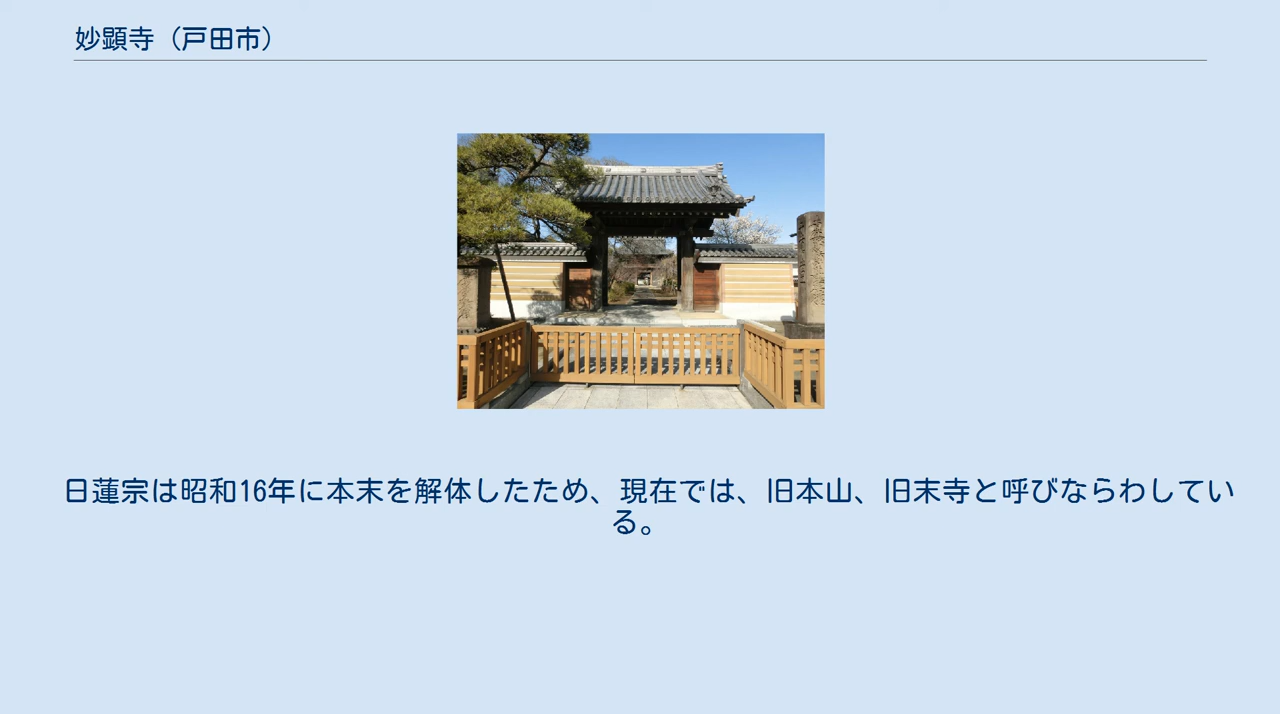 妙顕寺（戸田市）
日蓮宗は昭和16年に本末を解体したため、現在では、旧本山、旧末寺と呼びならわしてい
る。